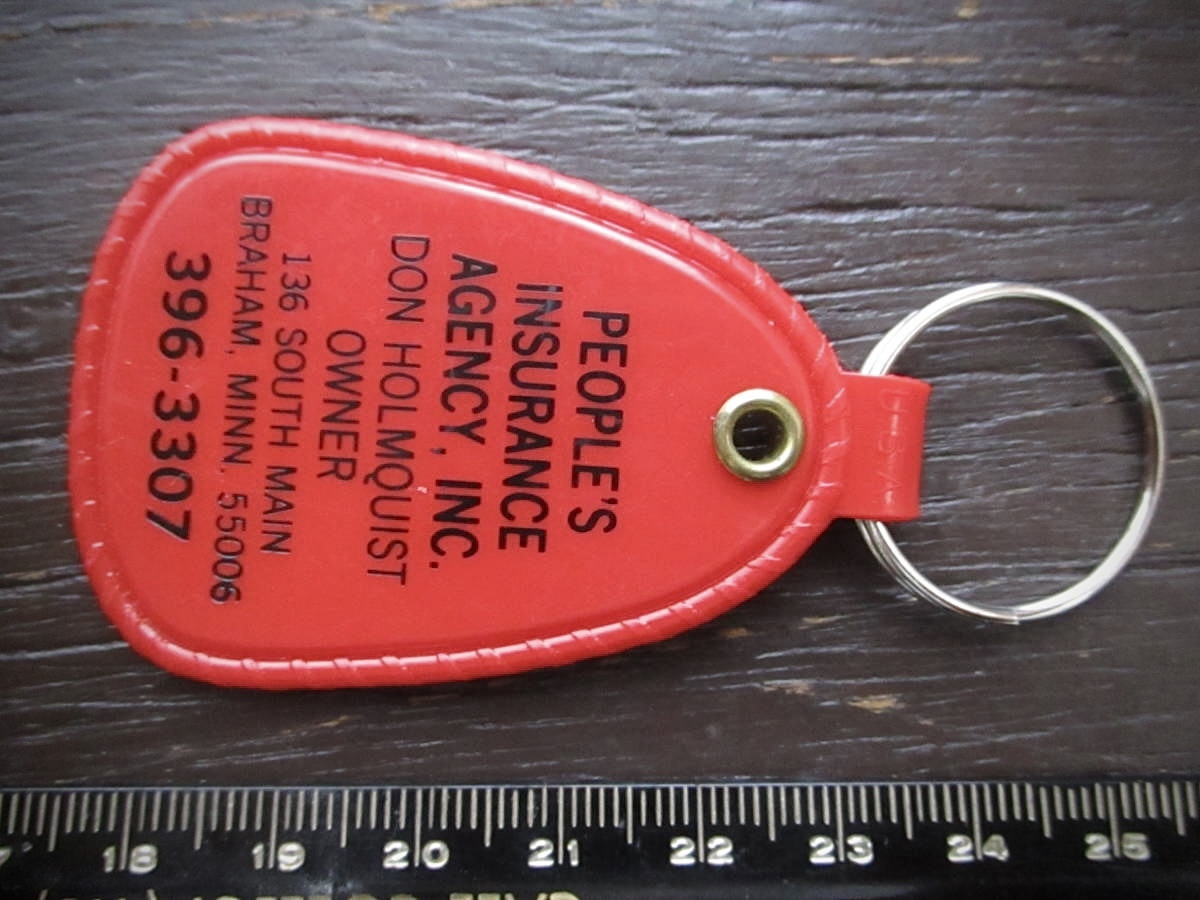 PEOPLE'S
INSURANCE
AGENCY, INC.
DON HOLMQUIST
OWNER
136 SOUTH MAIN
BRAHAM, MINN. 55006
396-3307
USA
18 19 20 21 22 23 24 25